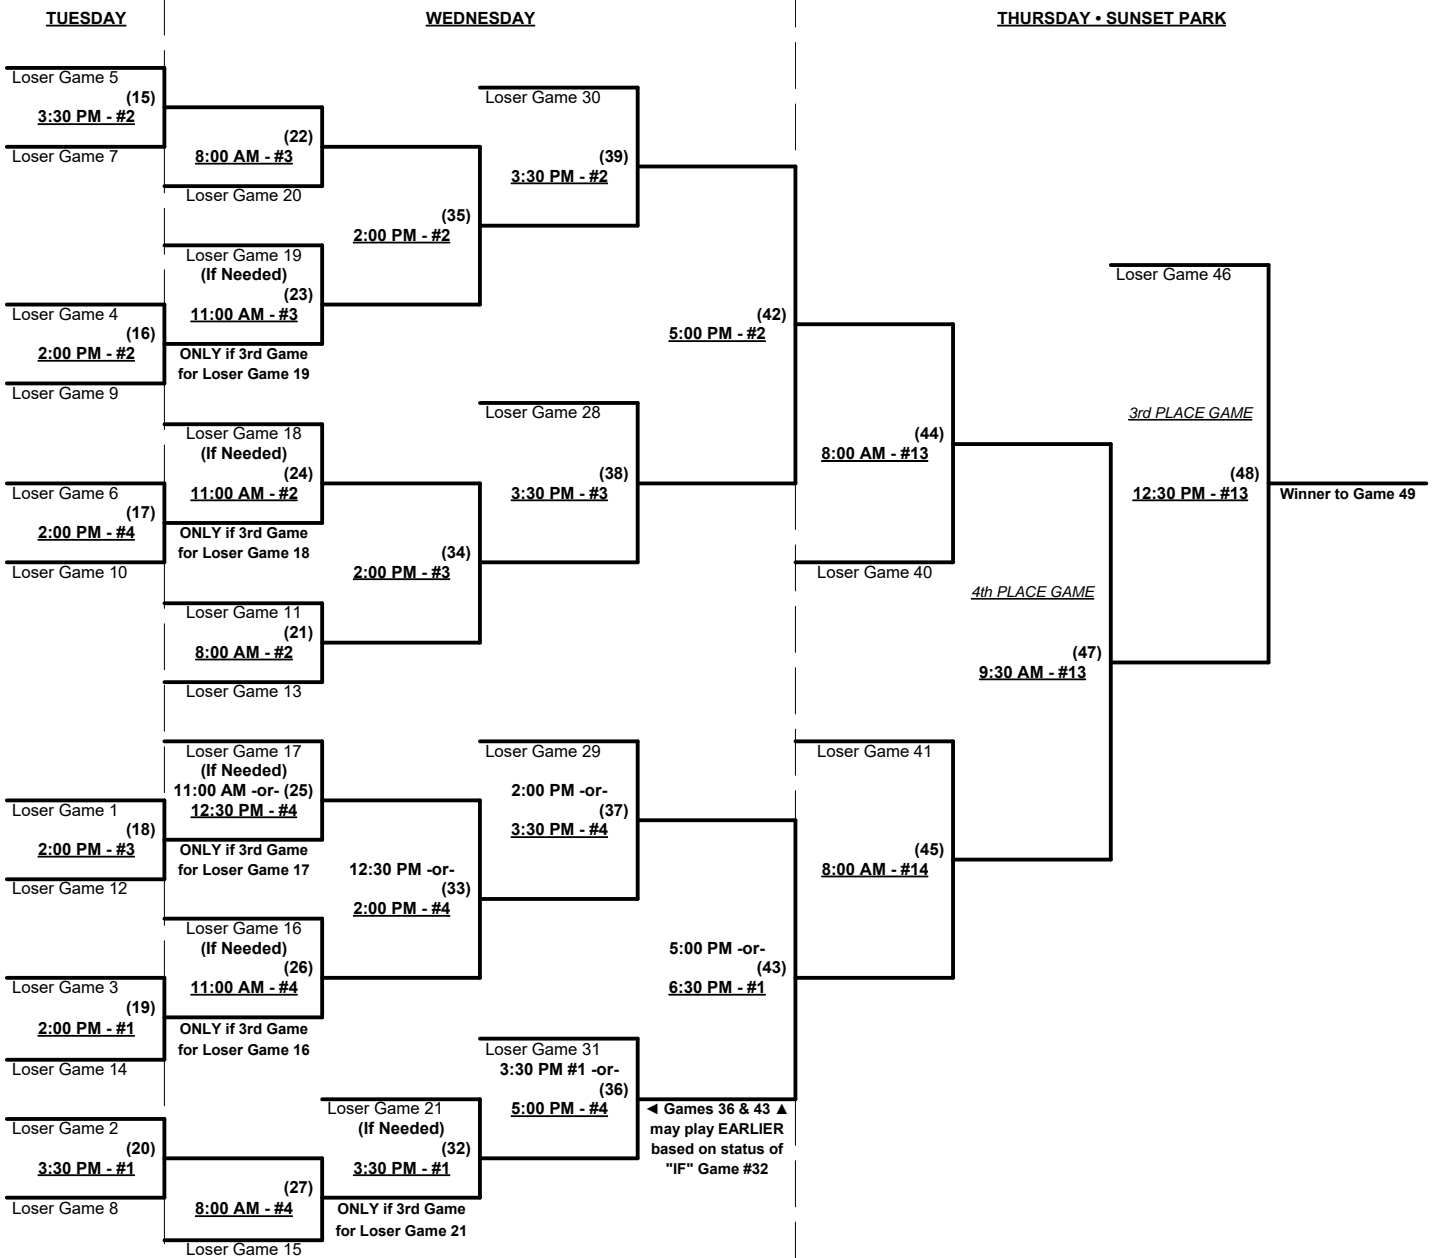 TUESDAY
WEDNESDAY
THURSDAY • SUNSET PARK
Loser Game 5
(15)
3:30 PM - #2
Loser Game 7
(22)
8:00 AM - #3
Loser Game 20
Loser Game 19
(If Needed)
(23)
11:00 AM - #3
ONLY if 3rd Game
for Loser Game 19
Loser Game 4
(16)
2:00 PM - #2
Loser Game 9
(35)
2:00 PM - #2
Loser Game 30
(39)
3:30 PM - #2
Loser Game 18
(If Needed)
(24)
11:00 AM - #2
ONLY if 3rd Game
for Loser Game 18
Loser Game 6
(17)
2:00 PM - #4
Loser Game 10
Loser Game 11
(21)
8:00 AM - #2
Loser Game 13
(34)
2:00 PM - #3
Loser Game 28
(38)
3:30 PM - #3
(42)
5:00 PM - #2
(44)
8:00 AM - #13
Loser Game 40
Loser Game 46
3rd PLACE GAME
(48)
12:30 PM - #13
Winner to Game 49
4th PLACE GAME
(47)
9:30 AM - #13
Loser Game 17
(If Needed)
11:00 AM -or- (25)
12:30 PM - #4
ONLY if 3rd Game
for Loser Game 17
Loser Game 1
(18)
2:00 PM - #3
Loser Game 12
12:30 PM -or-
(33)
2:00 PM - #4
Loser Game 29
2:00 PM -or-
(37)
3:30 PM - #4
Loser Game 41
(45)
8:00 AM - #14
Loser Game 16
(If Needed)
(26)
11:00 AM - #4
ONLY if 3rd Game
for Loser Game 16
Loser Game 3
(19)
2:00 PM - #1
Loser Game 14
5:00 PM -or-
(43)
6:30 PM - #1
Loser Game 31
3:30 PM #1 -or-
(36)
5:00 PM - #4
◄ Games 36 & 43 ▲
may play EARLIER
based on status of
"IF" Game #32
Loser Game 21
(If Needed)
(32)
3:30 PM - #1
ONLY if 3rd Game
for Loser Game 21
Loser Game 2
(20)
3:30 PM - #1
Loser Game 8
(27)
8:00 AM - #4
Loser Game 15